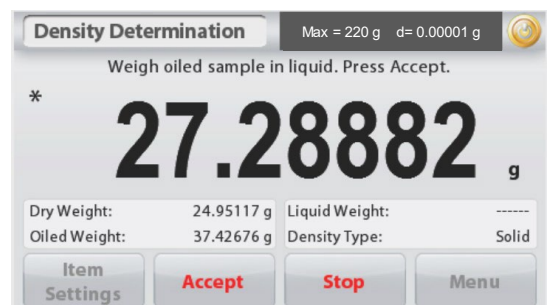 Density Determination Max = 220 g d= 0.00001 g
Weigh oiled sample in liquid. Press Accept.
*
27.28882 g
Dry Weight: 24.95117 g Liquid Weight: ------
Oiled Weight: 37.42676 g Density Type: Solid
Item Settings Accept Stop Menu